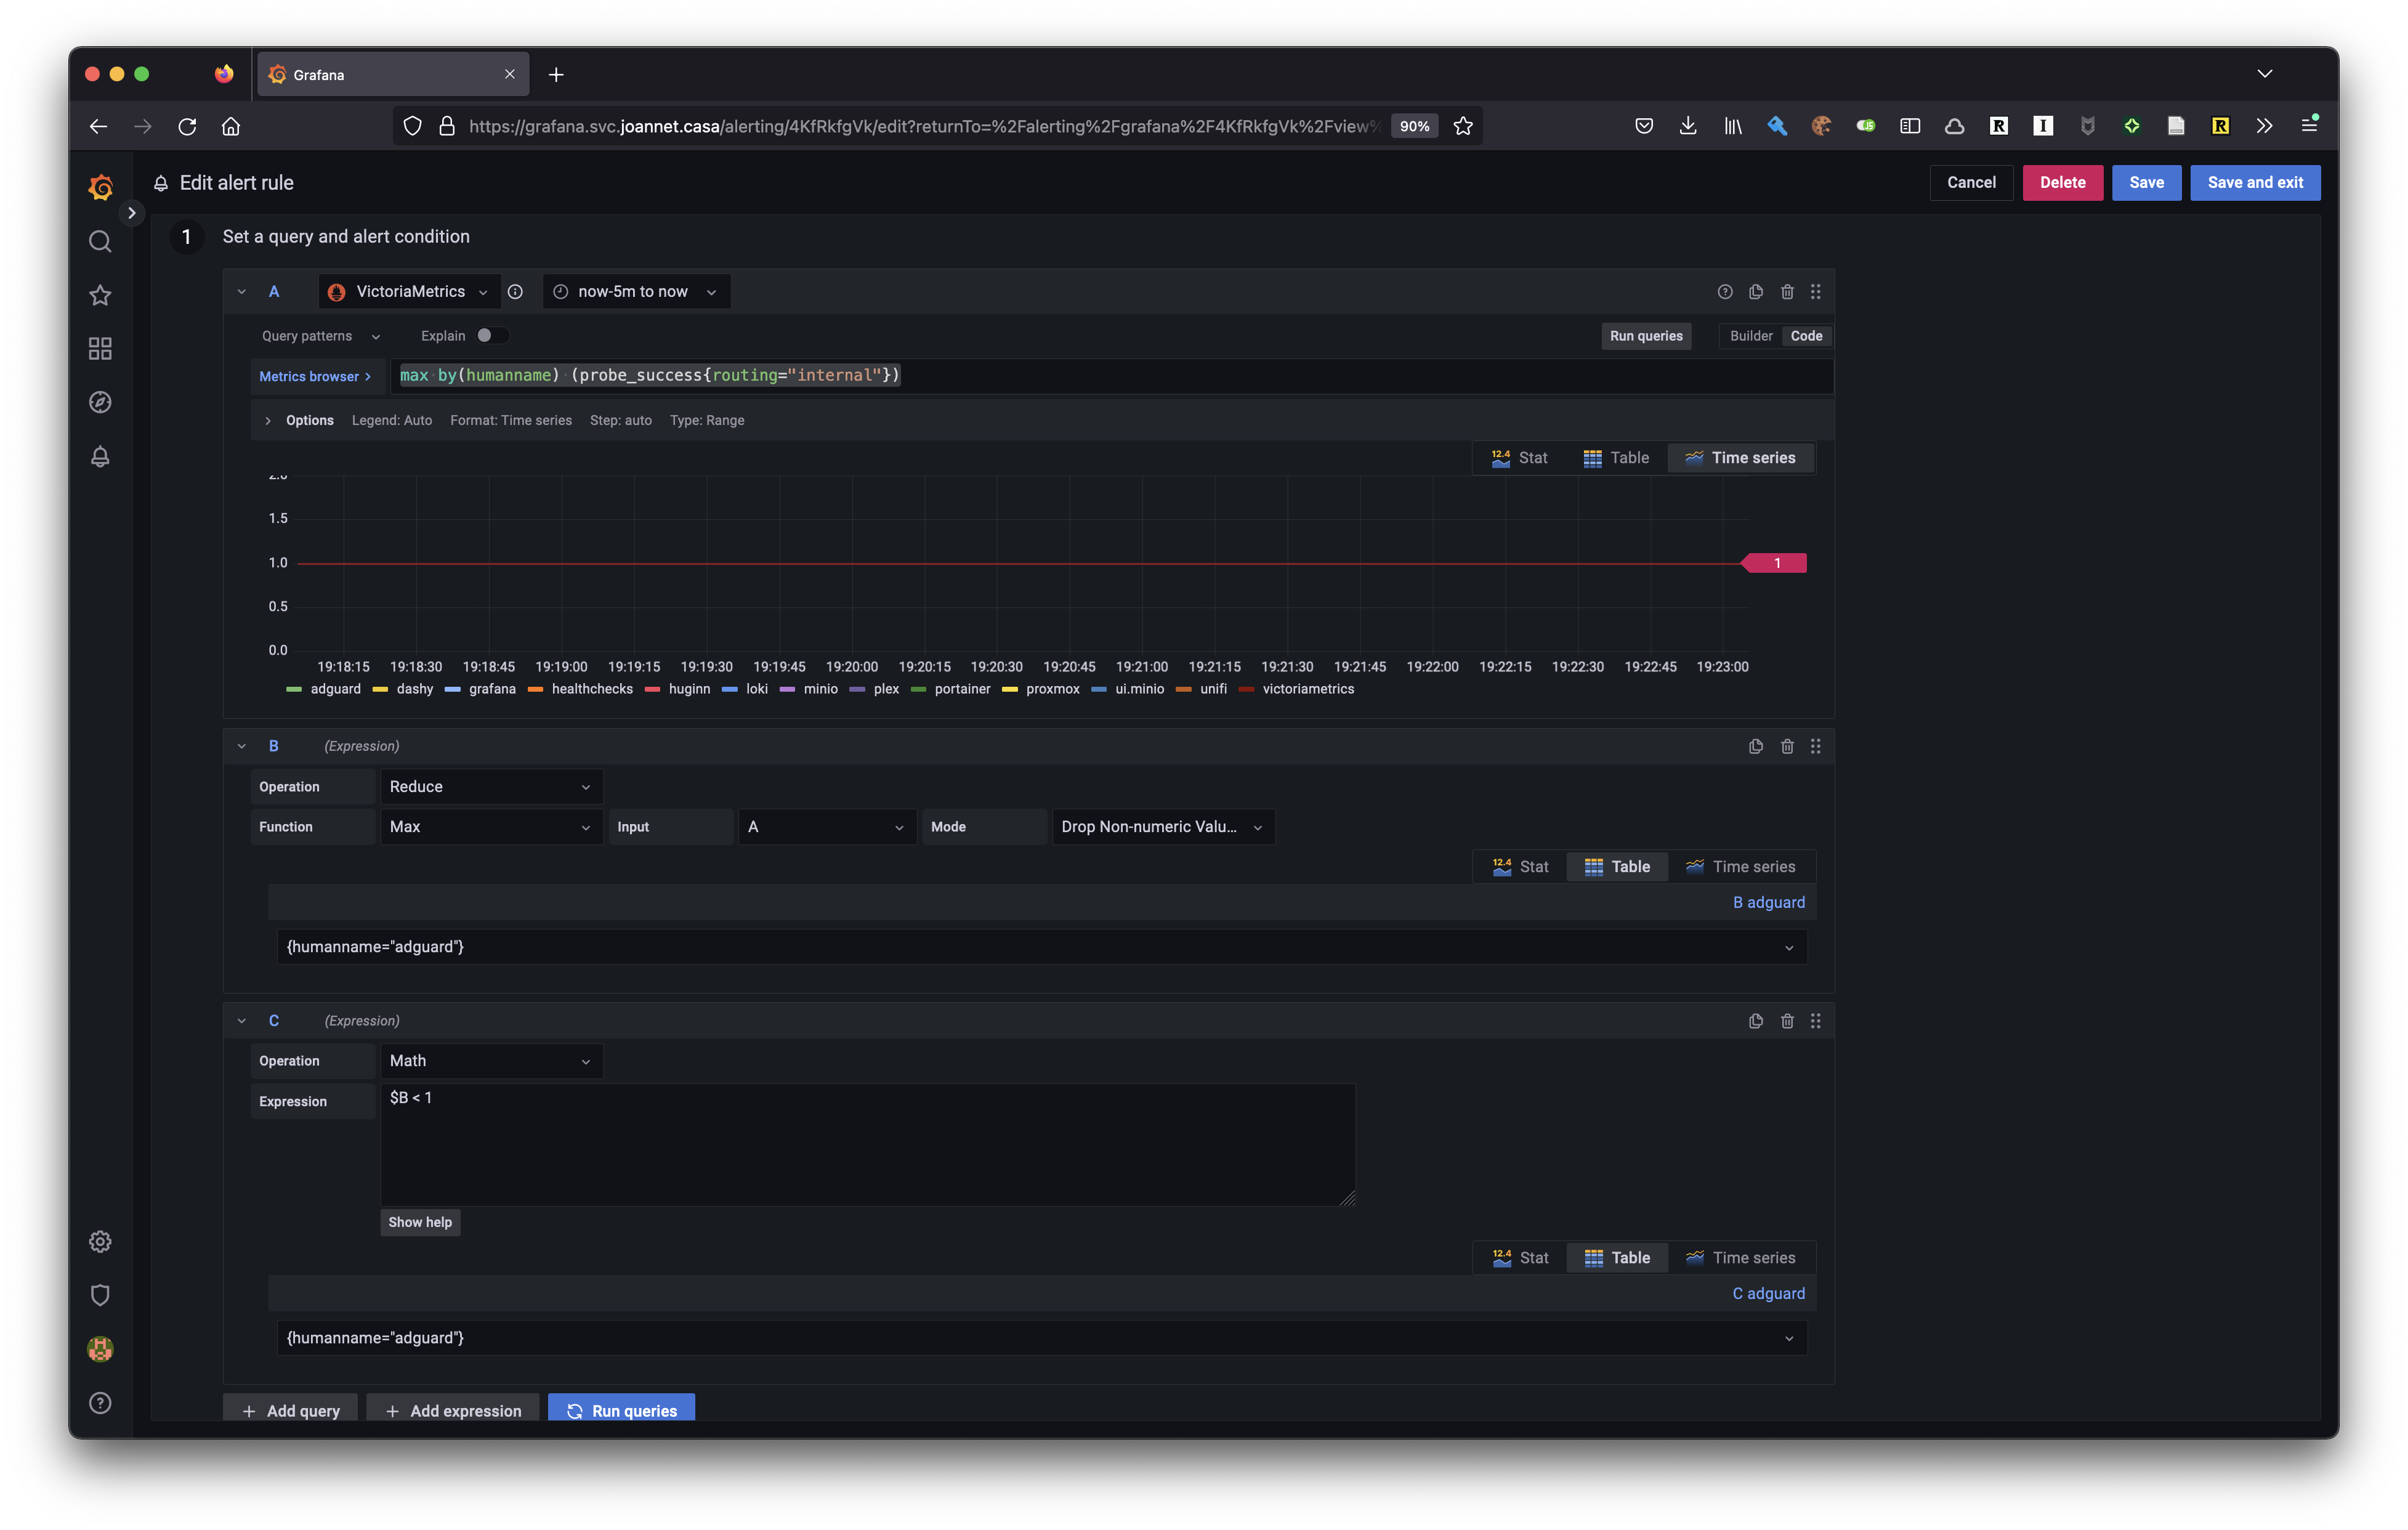 Grafana
https://grafana.svc.joannet.casa/alerting/4KfRkfgVk/edit?returnTo=%2Falerting%2Fgrafana%2F4KfRkfgVk%2Fview% 90%
Edit alert rule Cancel Delete Save Save and exit
1 Set a query and alert condition
A VictoriaMetrics now-5m to now
Query patterns Explain Run queries Builder Code
Metrics browser > max by(humanname) (probe_success{routing="internal"})
Options Legend: Auto Format: Time series Step: auto Type: Range
12.4 Stat Table Time series
2.0
1.5
1.0 1
0.5
0.0
19:18:15 19:18:30 19:18:45 19:19:00 19:19:15 19:19:30 19:19:45 19:20:00 19:20:15 19:20:30 19:20:45 19:21:00 19:21:15 19:21:30 19:21:45 19:22:00 19:22:15 19:22:30 19:22:45 19:23:00
adguard dashy grafana healthchecks huginn loki minio plex portainer proxmox ui.minio unifi victoriametrics
B (Expression)
Operation Reduce
Function Max Input A Mode Drop Non-numeric Valu...
12.4 Stat Table Time series
B adguard
{humanname="adguard"}
C (Expression)
Operation Math
Expression $B < 1
Show help
12.4 Stat Table Time series
C adguard
{humanname="adguard"}
+ Add query + Add expression Run queries